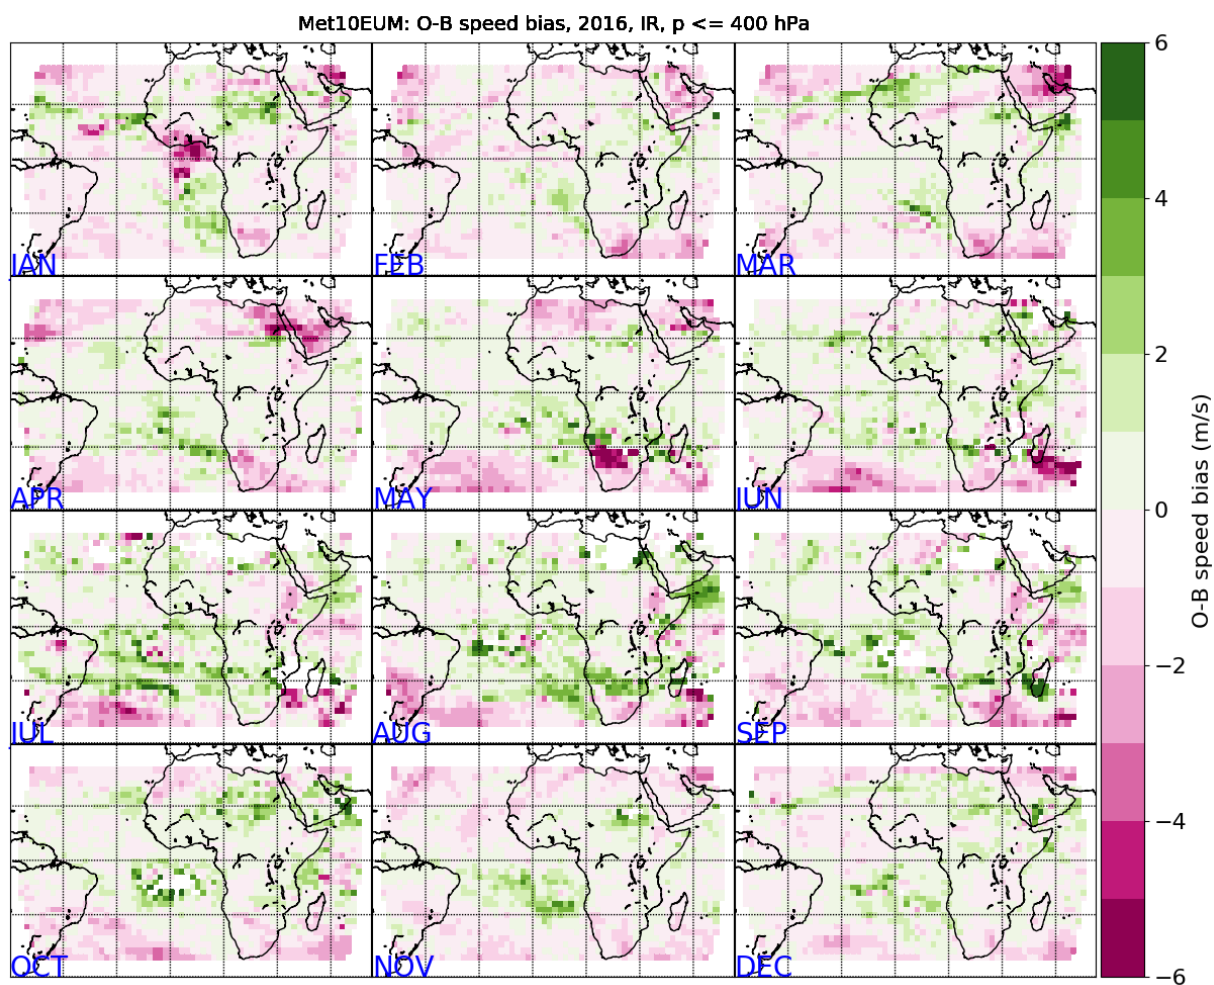 Met10EUM: O-B speed bias, 2016, IR, p <= 400 hPa
JAN
FEB
MAR
APR
MAY
JUN
JUL
AUG
SEP
OCT
NOV
DEC
6
4
2
0
−2
−4
−6
O-B speed bias (m/s)